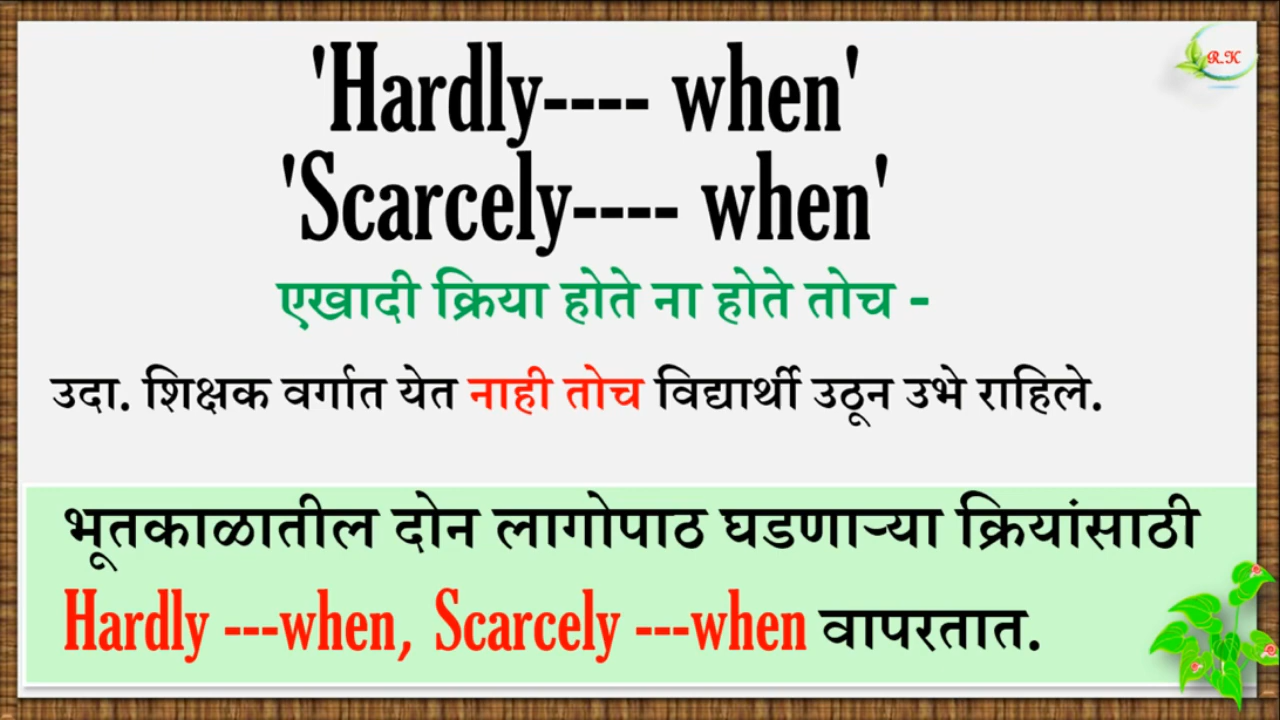 'Hardly---- when'
R.K
'Scarcely---- when'
एखादी क्रिया होते ना होते तोच -
उदा. शिक्षक वर्गात येत नाही तोच विद्यार्थी उठून उभे राहिले.
भूतकाळातील दोन लागोपाठ घडणाऱ्या क्रियांसाठी
Hardly ---when, Scarcely ---when वापरतात.